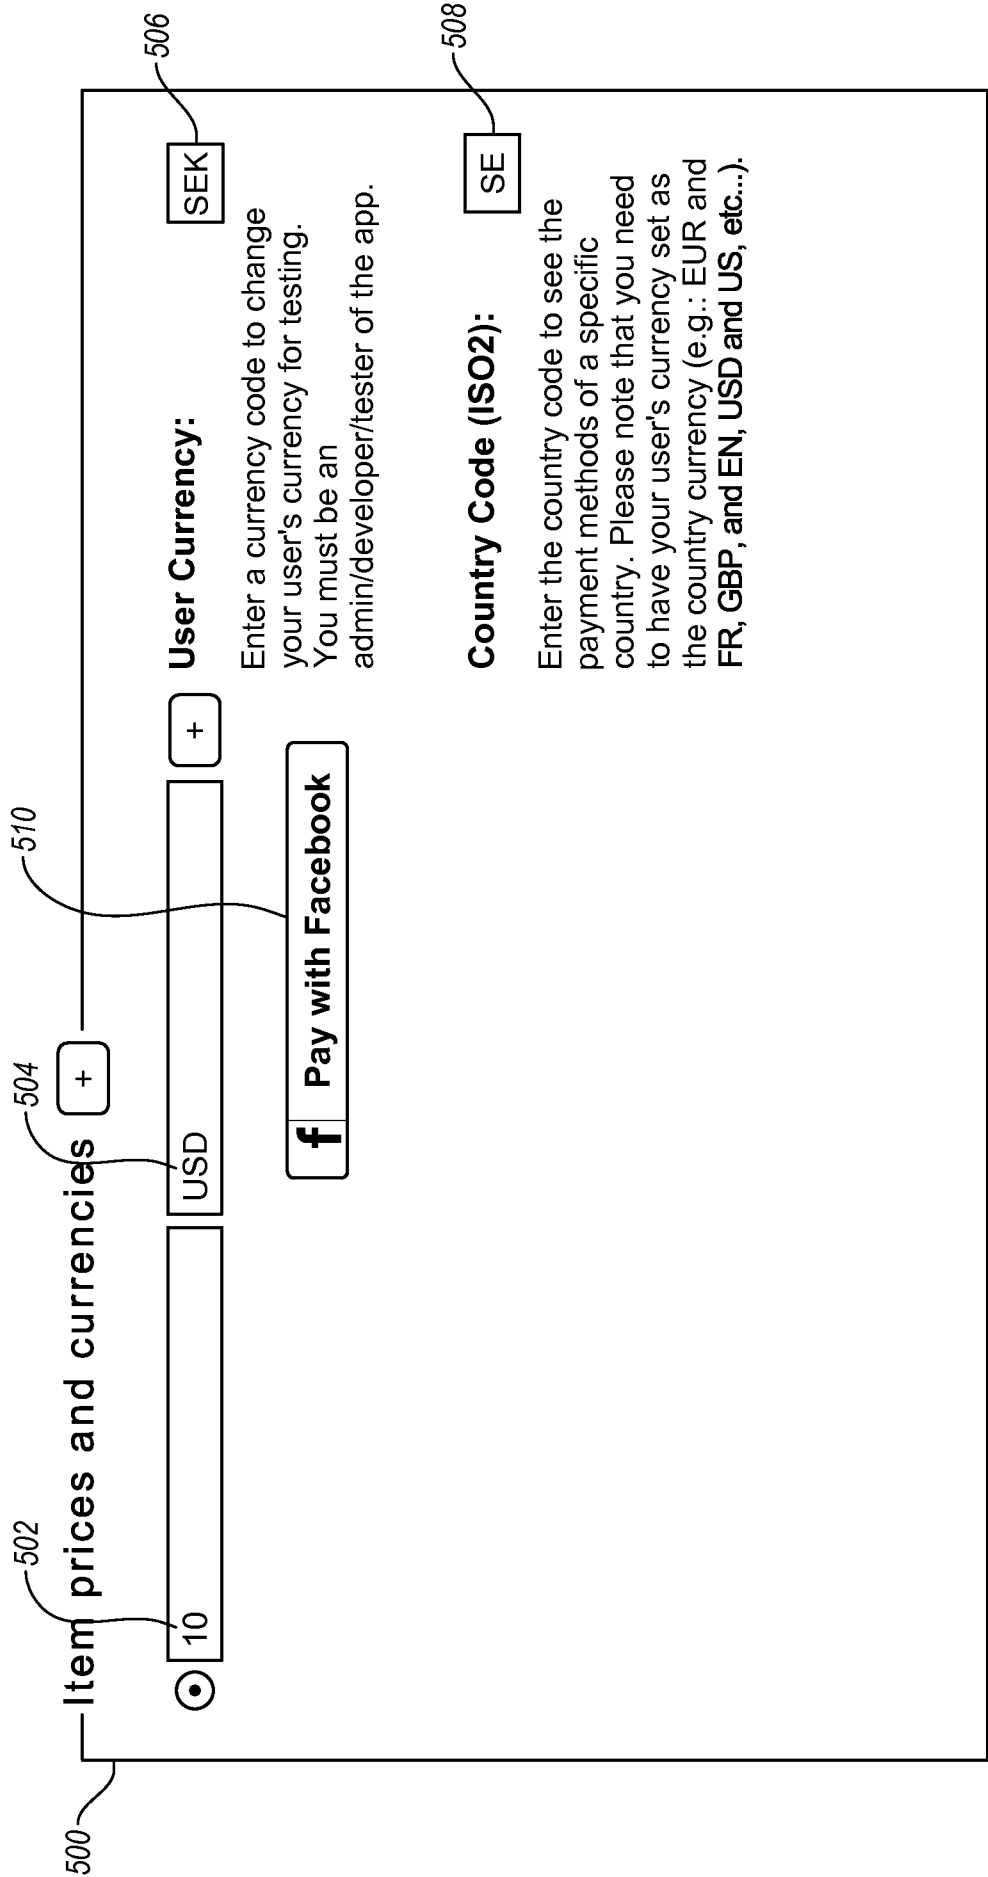 500
Item prices and currencies
+
502
10
504
USD
+
510
f Pay with Facebook
User Currency:
SEK
506
Enter a currency code to change
your user's currency for testing.
You must be an
admin/developer/tester of the app.
Country Code (ISO2):
SE
508
Enter the country code to see the
payment methods of a specific
country. Please note that you need
to have your user's currency set as
the country currency (e.g.: EUR and
FR, GBP, and EN, USD and US, etc...).